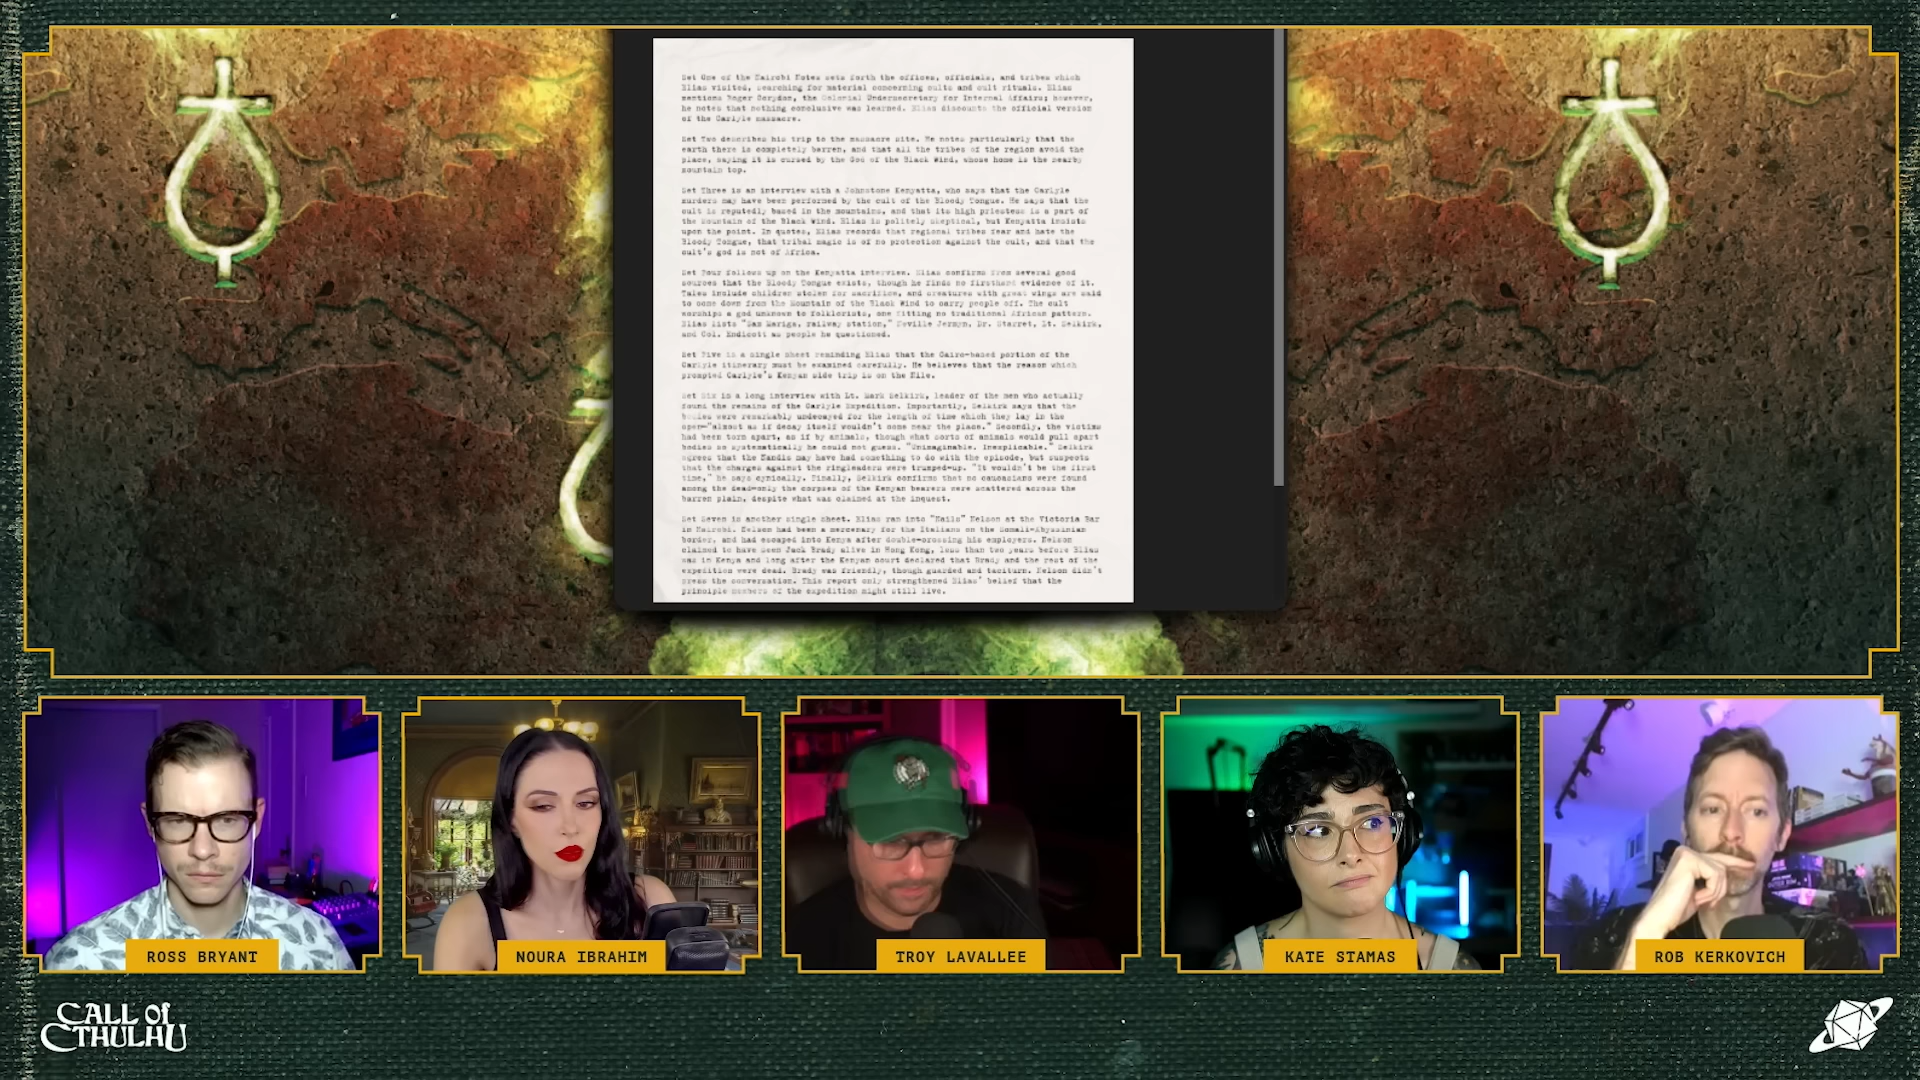 Set One of the Nairobi Notes sets forth the offices, officials, and tribes which
Elias visited, searching for material concerning cults and cult rituals. Elias
mentions Roger Corydon, the Colonial Undersecretary for Internal Affairs; however,
he notes that nothing conclusive was learned. Elias discounts the official version
of the Carlyle massacre.
Set Two describes his trip to the massacre site. He notes particularly that the
earth there is completely barren, and that all the tribes of the region avoid the
place, saying it is cursed by the God of the Black Wind, whose home is the nearby
mountain top.
Set Three is an interview with a Johnstone Kenyatta, who says that the Carlyle
murders may have been performed by the cult of the Bloody Tongue. He says that the
cult is reputedly based in the mountains, and that its high priestess is a part of
the Mountain of the Black Wind. Elias is politely skeptical, but Kenyatta insists
upon the point. In quotes, Elias records that regional tribes fear and hate the
Bloody Tongue, that tribal magic is of no protection against the cult, and that the
cult's god is not of Africa.
Set Four follows up on the Kenyatta interview. Elias confirms from several good
sources that the Bloody Tongue exists, though he finds no firsthand evidence of it.
Tales include children stolen for sacrifice, and creatures with great wings are said
to come down from the Mountain of the Black Wind to carry people off. The cult
worships a god unknown to folklorists, one fitting no traditional African pattern.
Elias lists "Sam Mariga, railway station," Neville Jermyn, Dr. Starret, Lt. Selkirk,
and Col. Endicott as people he questioned.
Set Five is a single sheet reminding Elias that the Cairo-based portion of the
Carlyle itinerary must be examined carefully. He believes that the reason which
prompted Carlyle's Kenyan side trip is on the Nile.
Set Six is a long interview with Lt. Mark Selkirk, leader of the men who actually
found the remains of the Carlyle Expedition. Importantly, Selkirk says that the
bodies were remarkably undecayed for the length of time which they lay in the
open—"almost as if decay itself wouldn't come near the place." Secondly, the victims
had been torn apart, as if by animals, though what sorts of animals would pull apart
bodies so systematically he could not guess. "Unimaginable. Inexplicable." Selkirk
agrees that the Nandis may have had something to do with the episode, but suspects
that the charges against the ringleaders were trumped-up. "It wouldn't be the first
time," he says cynically. Finally, Selkirk confirms that no caucasians were found
among the dead—only the corpses of the Kenyan bearers were scattered across the
barren plain, despite what was claimed at the inquest.
Set Seven is another single sheet. Elias ran into "Nails" Nelson at the Victoria Bar
in Nairobi. Nelson had been a mercenary for the Italians on the Somali-Abyssinian
border, and had escaped into Kenya after double-crossing his employers. Nelson
claimed to have seen Jack Brady alive in Hong Kong, less than two years before Elias
was in Kenya and long after the Kenyan court declared that Brady and the rest of the
expedition were dead. Brady was friendly, though guarded and taciturn. Nelson didn't
press the conversation. This report only strengthened Elias' belief that the
principle members of the expedition might still live.
ROSS BRYANT
NOURA IBRAHIM
TROY LAVALLEE
KATE STAMAS
ROB KERKOVICH
CALL of
CTHULHU